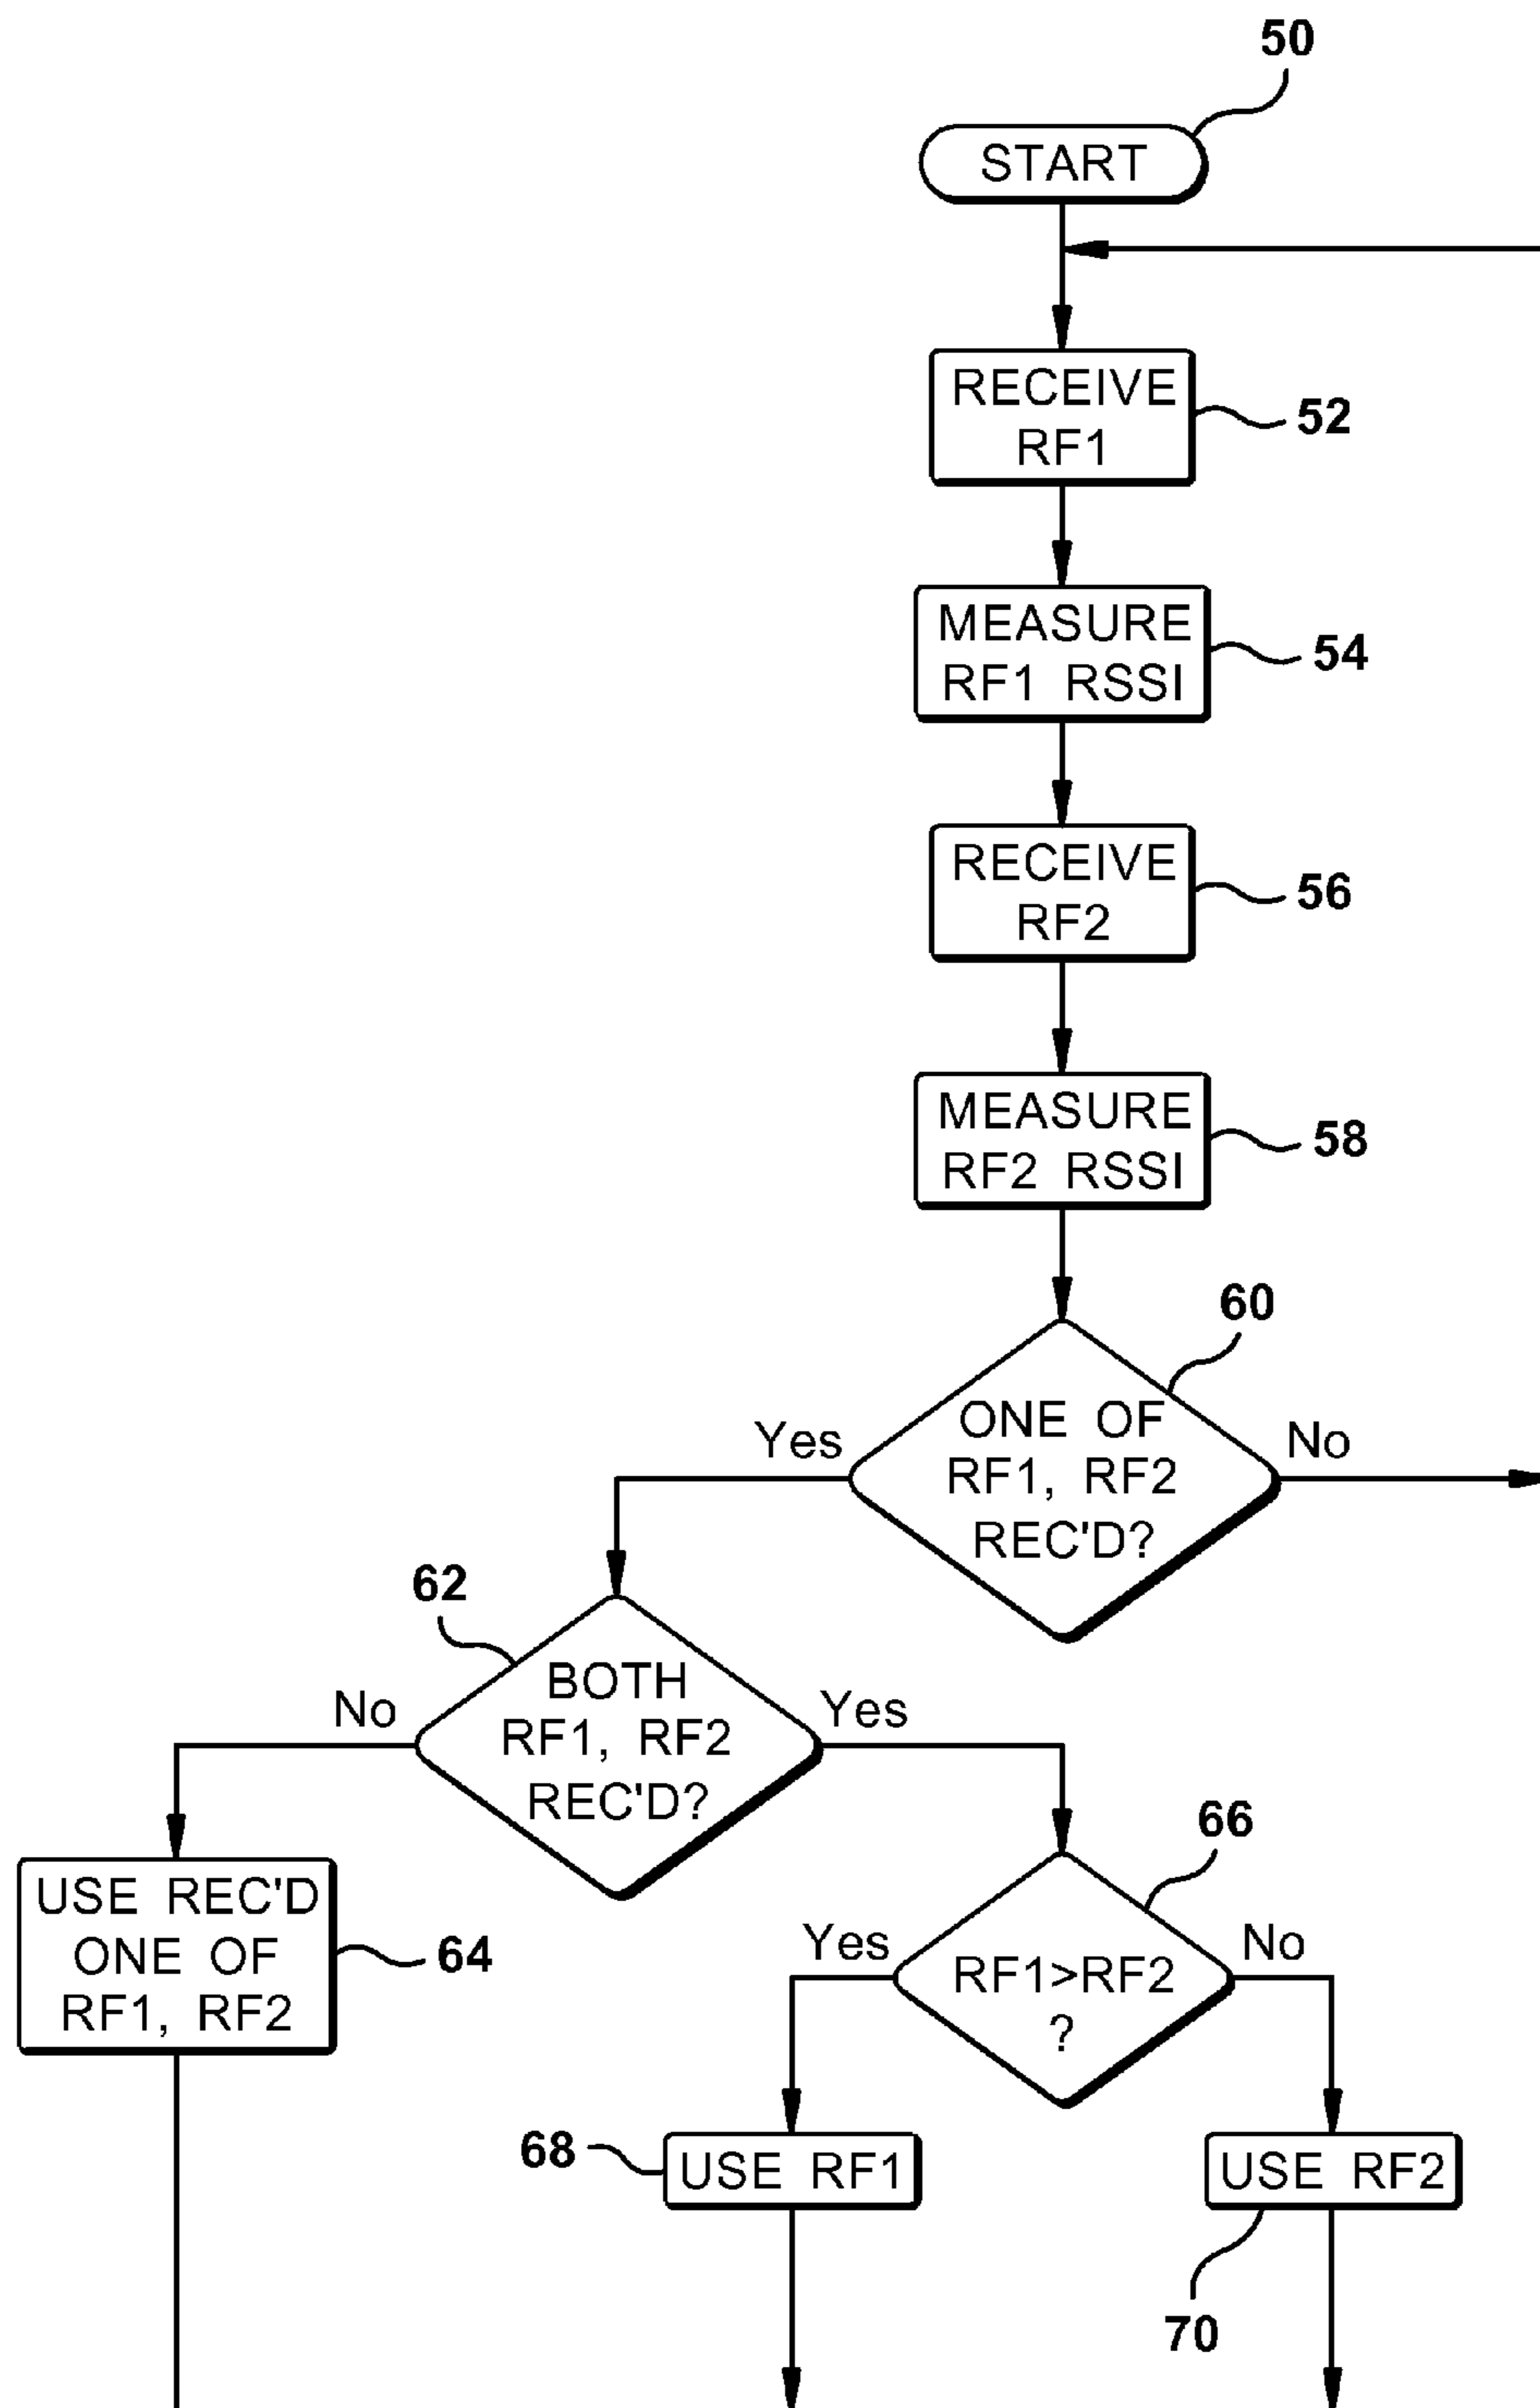 50
START
RECEIVE
RF1
52
MEASURE
RF1 RSSI
54
RECEIVE
RF2
56
MEASURE
RF2 RSSI
58
60
ONE OF
RF1, RF2
REC'D?
Yes
No
62
BOTH
RF1, RF2
REC'D?
No
Yes
USE REC'D
ONE OF
RF1, RF2
64
66
RF1>RF2
?
Yes
No
68
USE RF1
USE RF2
70